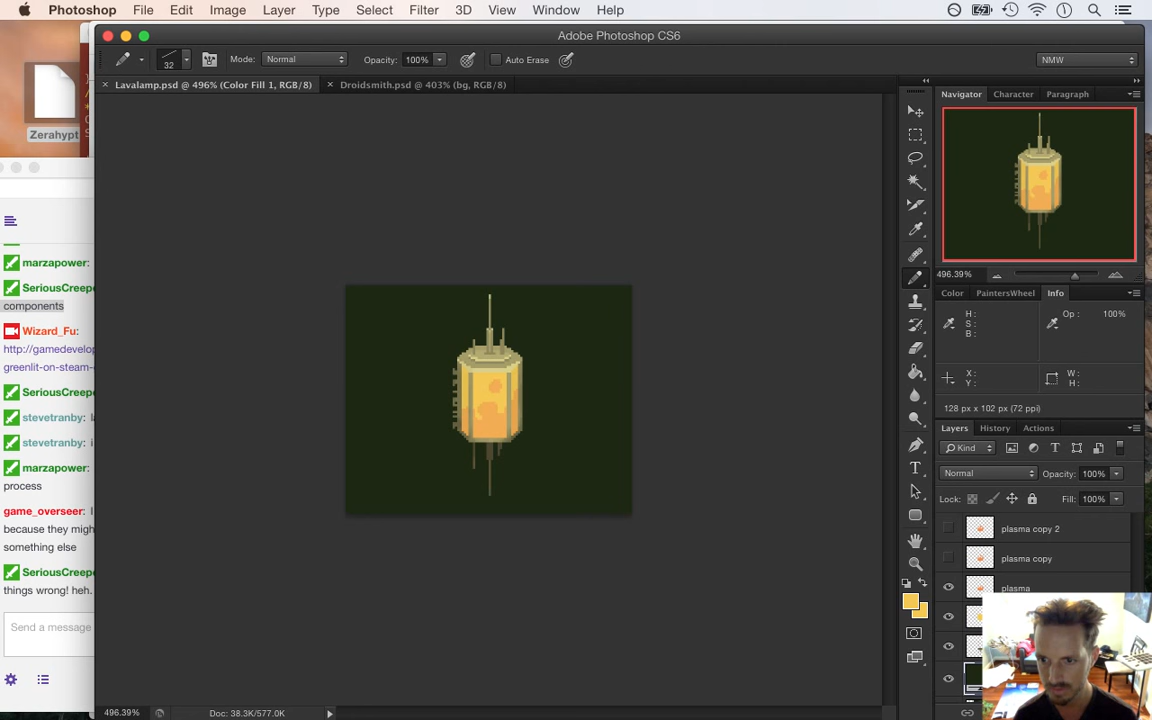 Photoshop File Edit Image Layer Type Select Filter 3D View Window Help
Adobe Photoshop CS6
32 Mode: Normal Opacity: 100% Auto Erase NMW
× Lavalamp.psd @ 496% (Color Fill 1, RGB/8) × Droidsmith.psd @ 403% (bg, RGB/8)
Navigator Character Paragraph
Zerahypt
496.39%
Color PaintersWheel Info
H: Op: 100%
S:
B:
X: W:
Y: H:
128 px x 102 px (72 ppi)
Layers History Actions
Kind
Normal Opacity: 100%
Lock: Fill: 100%
plasma copy 2
plasma copy
plasma
marzapower:
SeriousCreepe
components
Wizard_Fu:
http://gamedevelop
greenlit-on-steam-
SeriousCreepe
stevetranby:
stevetranby: i
marzapower:
process
game_overseer: I
because they migh
something else
SeriousCreepe
things wrong! heh.
Send a message
496.39% Doc: 38.3K/577.0K